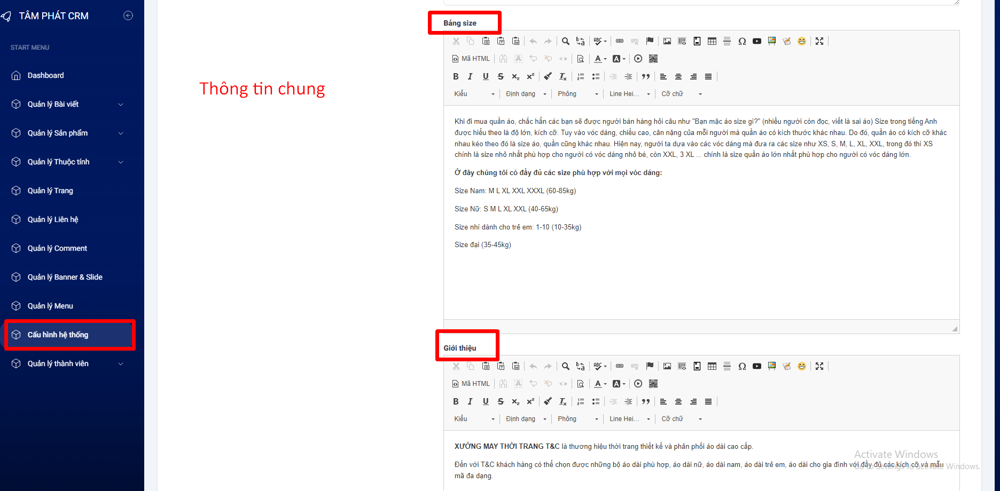 TÂM PHÁT CRM
START MENU
Dashboard
Quản lý Bài viết
Quản lý Sản phẩm
Quản lý Thuộc tính
Quản lý Trang
Quản lý Liên hệ
Quản lý Comment
Quản lý Banner & Slide
Quản lý Menu
Cấu hình hệ thống
Quản lý thành viên
Thông tin chung
Bảng size
Mã HTML
Kiểu
Định dạng
Phông
Line Hei...
Cỡ chữ
Khi đi mua quần áo, chắc hẳn các bạn sẽ được người bán hàng hỏi câu như "Bạn mặc áo size gì?" (nhiều người còn đọc, viết là sai áo) Size trong tiếng Anh
được hiểu theo là độ lớn, kích cỡ. Tuy vào vóc dáng, chiều cao, cân nặng của mỗi người mà quần áo có kích thước khác nhau. Do đó, quần áo có kích cỡ khác
nhau kéo theo đó là size áo, quần cũng khác nhau. Hiện nay, người ta dựa vào các vóc dáng mà đưa ra các size như XS, S, M, L, XL, XXL, trong đó thì XS
chính là size nhỏ nhất phù hợp cho người có vóc dáng nhỏ bé, còn XXL, 3 XL ... chính là size quần áo lớn nhất phù hợp cho người có vóc dáng lớn.
Ở đây chúng tôi có đầy đủ các size phù hợp với mọi vóc dáng:
Size Nam: M L XL XXL XXXL (60-85kg)
Size Nữ: S M L XL XXL (40-65kg)
Size nhí dành cho trẻ em: 1-10 (10-35kg)
Size đại (35-45kg)
Giới thiệu
Mã HTML
Kiểu
Định dạng
Phông
Line Hei...
Cỡ chữ
XƯỞNG MAY THỜI TRANG T&C là thương hiệu thời trang thiết kế và phân phối áo dài cao cấp.
Đến với T&C khách hàng có thể chọn được những bộ áo dài phù hợp, áo dài nữ, áo dài nam, áo dài trẻ em, áo dài cho gia đình với đầy đủ các kích cỡ và mẫu
mã đa dạng.
Activate Windows
Go to Settings to activate Windows.